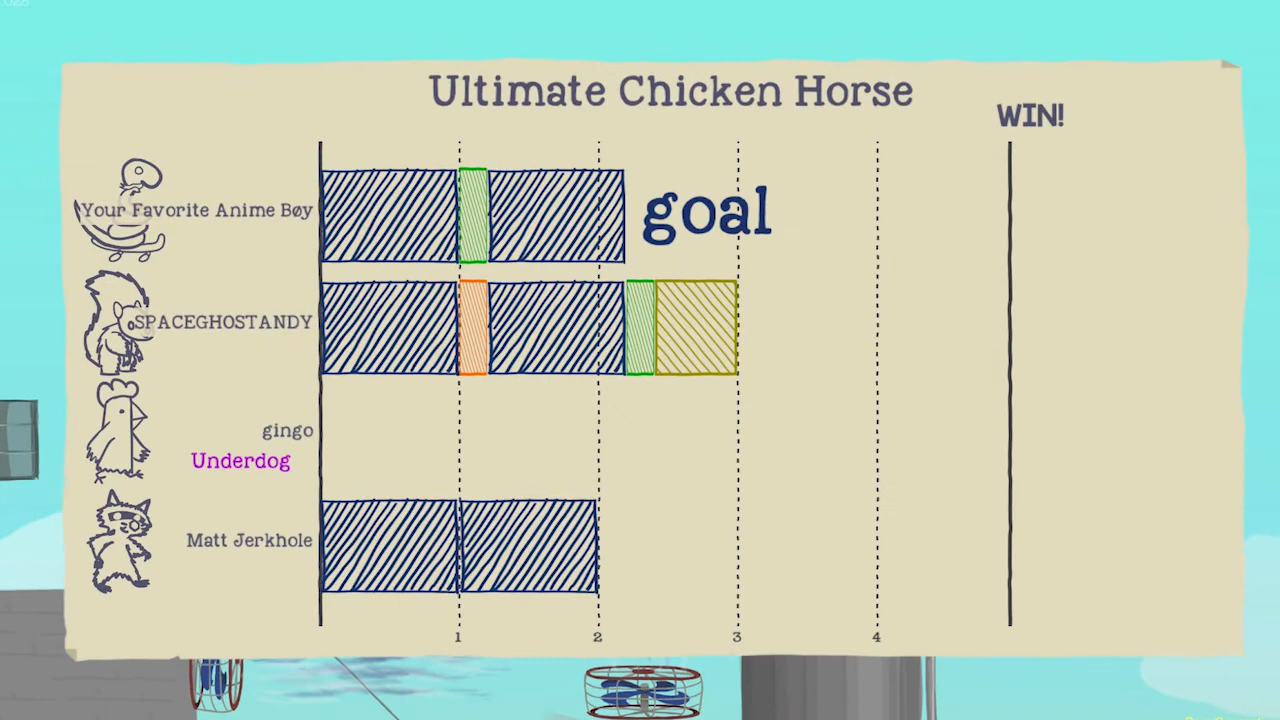 Ultimate Chicken Horse
WIN!
Your Favorite Anime Bøy
goal
SPACEGHOSTANDY
gingo
Underdog
Matt Jerkhole
1 2 3 4